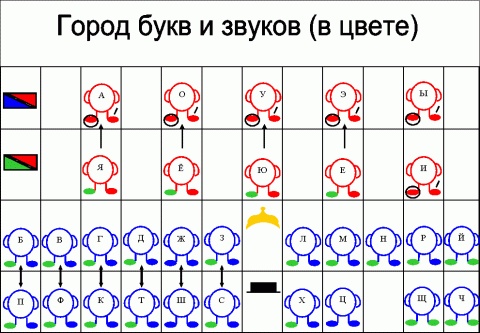 Город букв и звуков (в цвете)
А О У Э Ы
Я Ё Ю Е И
Б В Г Д Ж З Л М Н Р Й
П Ф К Т Ш С Х Ц Щ Ч